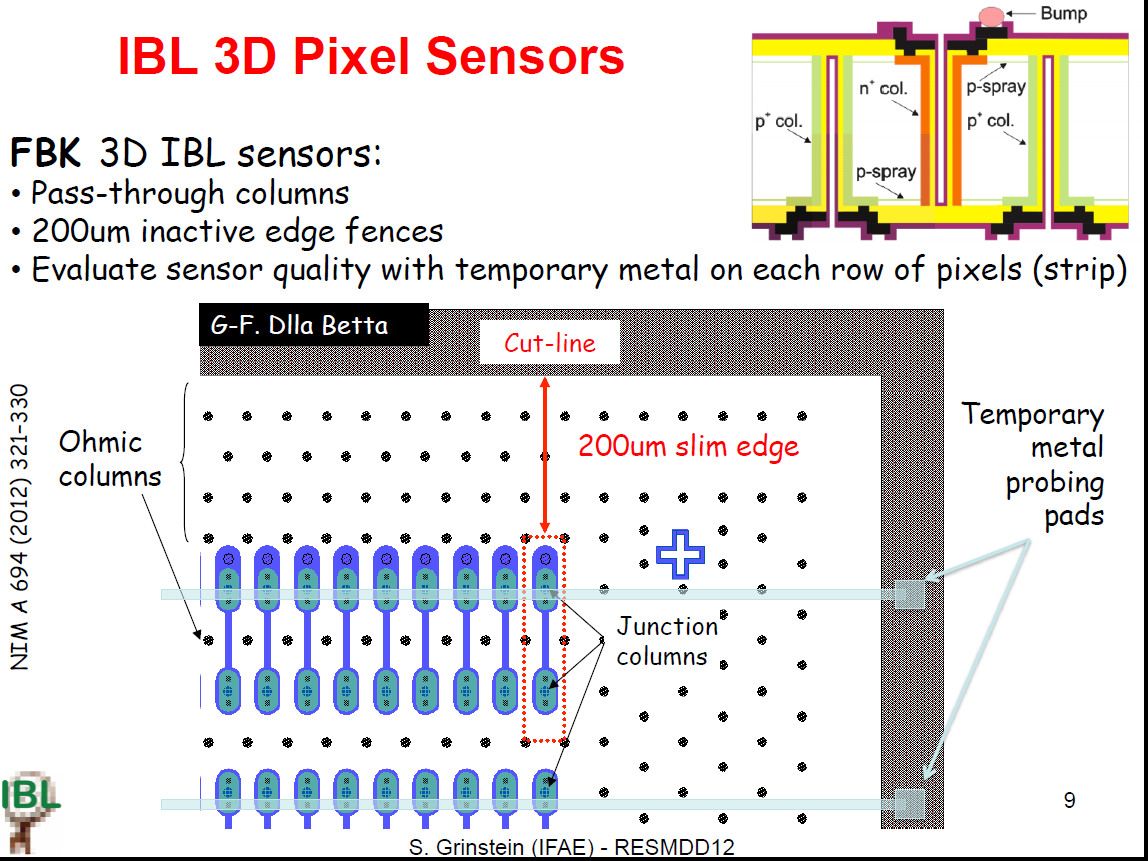 IBL 3D Pixel Sensors
Bump
n+ col.
p-spray
p+ col.
p+ col.
p-spray
FBK 3D IBL sensors:
• Pass-through columns
• 200um inactive edge fences
• Evaluate sensor quality with temporary metal on each row of pixels (strip)
G-F. Dlla Betta
Cut-line
NIM A 694 (2012) 321-330
Ohmic
columns
200um slim edge
Temporary
metal
probing
pads
Junction
columns
IBL
9
S. Grinstein (IFAE) - RESMDD12